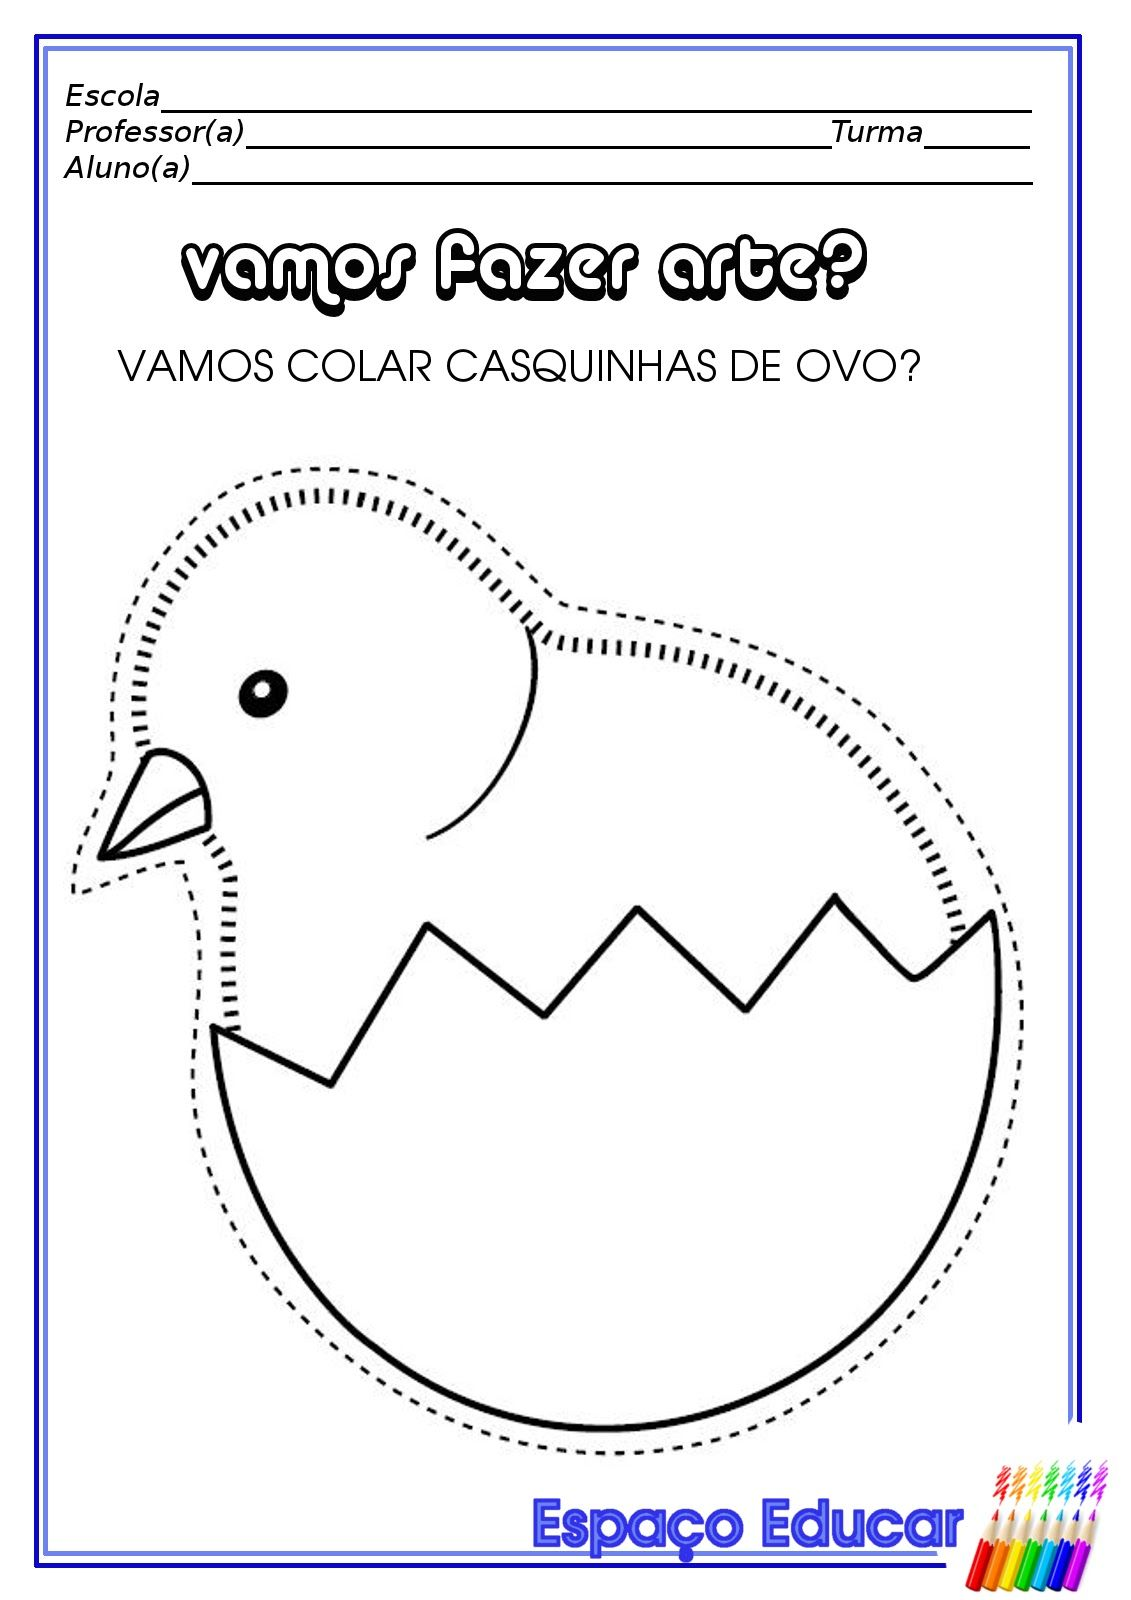 Escola
Professor(a) Turma
Aluno(a)
vamos fazer arte?
VAMOS COLAR CASQUINHAS DE OVO?
Espaço Educar